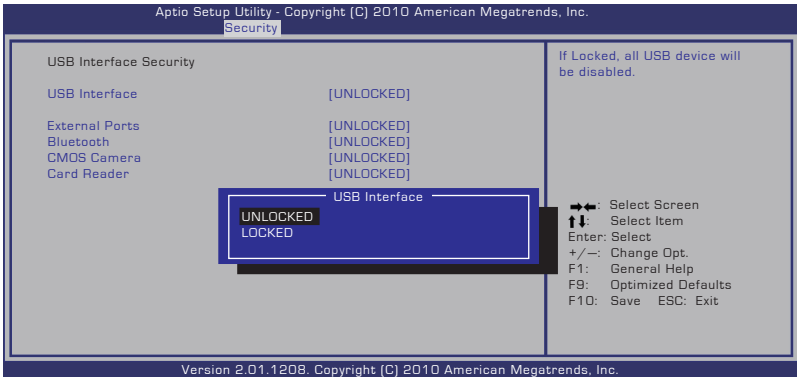 Aptio Setup Utility - Copyright (C) 2010 American Megatrends, Inc.
Security
USB Interface Security
USB Interface [UNLOCKED]
External Ports [UNLOCKED]
Bluetooth [UNLOCKED]
CMOS Camera [UNLOCKED]
Card Reader [UNLOCKED]
USB Interface
UNLOCKED
LOCKED
If Locked, all USB device will
be disabled.
→←: Select Screen
↑↓: Select Item
Enter: Select
+/—: Change Opt.
F1: General Help
F9: Optimized Defaults
F10: Save ESC: Exit
Version 2.01.1208. Copyright (C) 2010 American Megatrends, Inc.